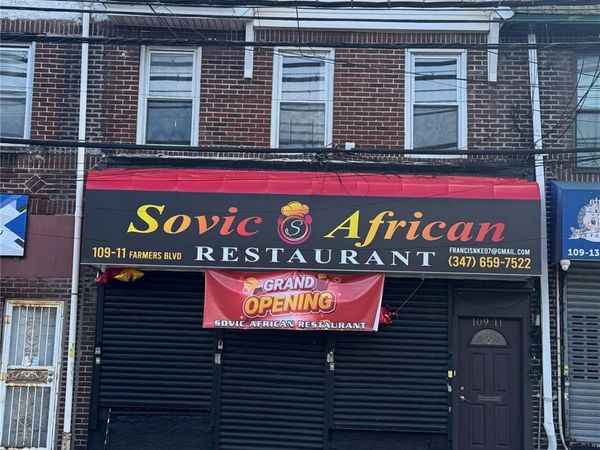 Sovic S African
109-11 FARMERS BLVD
RESTAURANT
FRANCISNKED7@GMAIL.COM
(347) 659-7522
GRAND
OPENING
SOVIC AFRICAN RESTAURANT
109-11
109-13